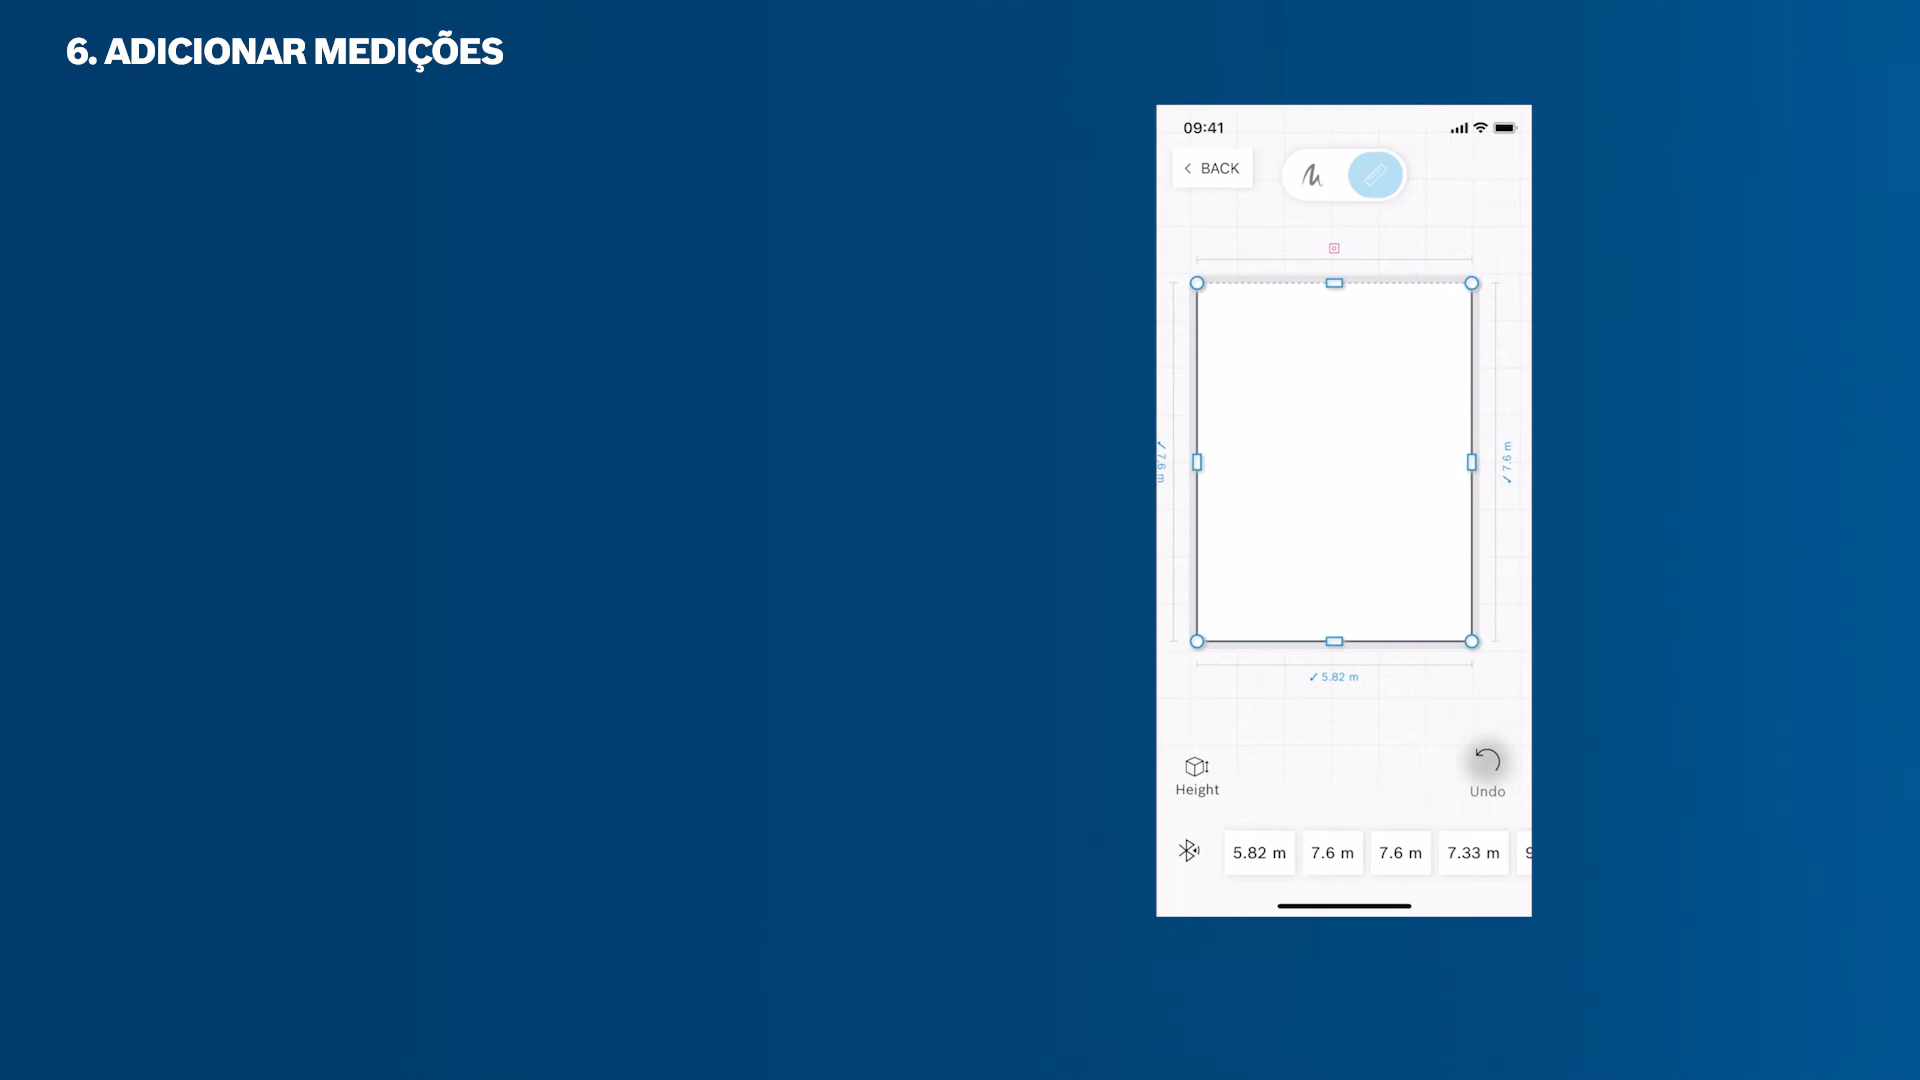 6. ADICIONAR MEDIÇÕES
09:41
BACK
✓ 7.6 m
✓ 7.6 m
✓ 5.82 m
Height
Undo
5.82 m
7.6 m
7.6 m
7.33 m